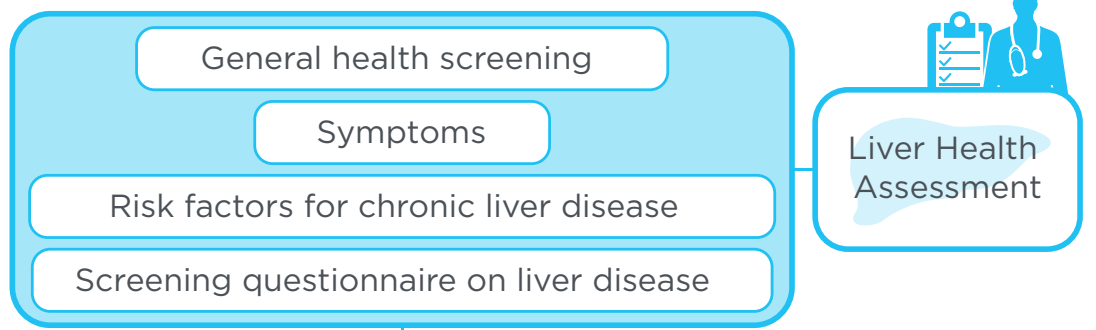 General health screening
Symptoms
Risk factors for chronic liver disease
Screening questionnaire on liver disease
Liver Health
Assessment